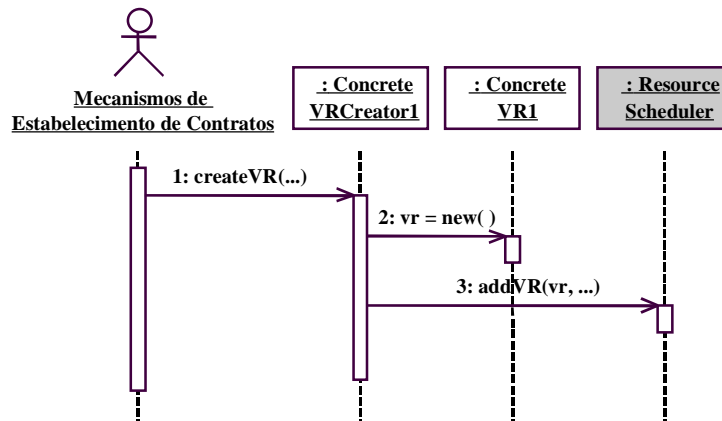 Mecanismos de
Estabelecimento de Contratos
: Concrete
VRCreator1
: Concrete
VR1
: Resource
Scheduler
1: createVR(...)
2: vr = new( )
3: addVR(vr, ...)